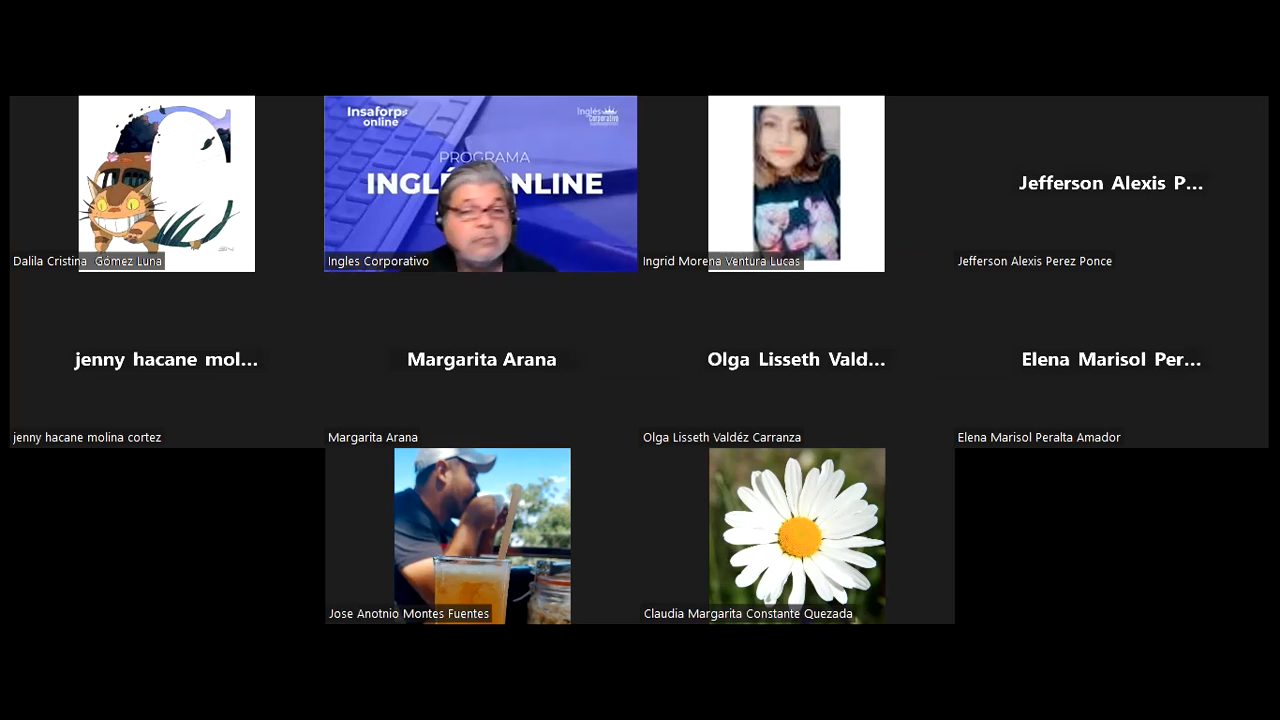 Insaforp
online
Inglés
Corporativo
PROGRAMA
INGLÉ NLINE
Dalila Cristina Gómez Luna
Ingles Corporativo
Ingrid Morena Ventura Lucas
Jefferson Alexis P...
Jefferson Alexis Perez Ponce
jenny hacane mol...
Margarita Arana
Olga Lisseth Vald...
Elena Marisol Per...
jenny hacane molina cortez
Margarita Arana
Olga Lisseth Valdéz Carranza
Elena Marisol Peralta Amador
Jose Anotnio Montes Fuentes
Claudia Margarita Constante Quezada